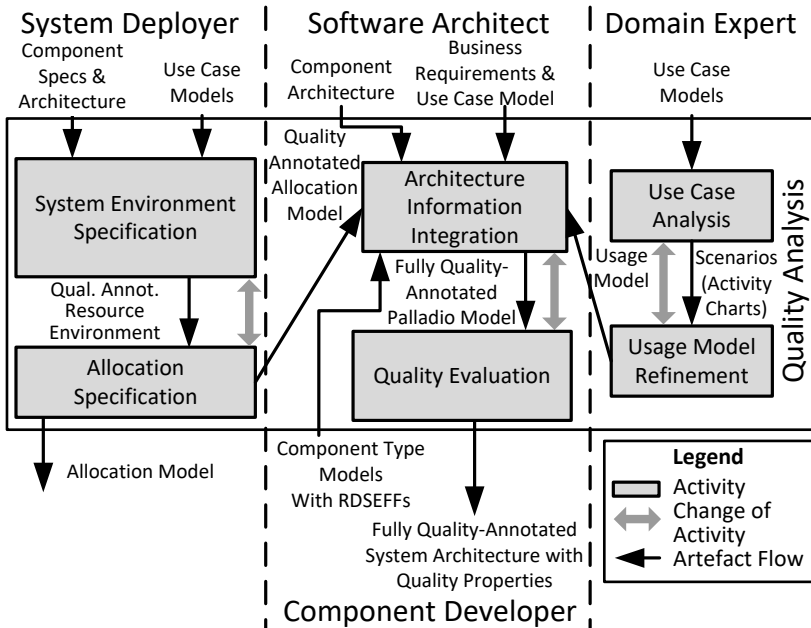 System Deployer
Software Architect
Domain Expert
Component
Specs &
Architecture
Use Case
Models
Component
Architecture
Business
Requirements &
Use Case Model
Use Case
Models
Quality
Annotated
Allocation
Model
System Environment
Specification
Architecture
Information
Integration
Use Case
Analysis
Quality Analysis
Qual. Annot.
Resource
Environment
Fully Quality-
Annotated
Palladio Model
Usage
Model
Scenarios
(Activity
Charts)
Allocation
Specification
Quality Evaluation
Usage Model
Refinement
Allocation Model
Component Type
Models
With RDSEFFs
Fully Quality-Annotated
System Architecture with
Quality Properties
Component Developer
Legend
Activity
Change of
Activity
Artefact Flow